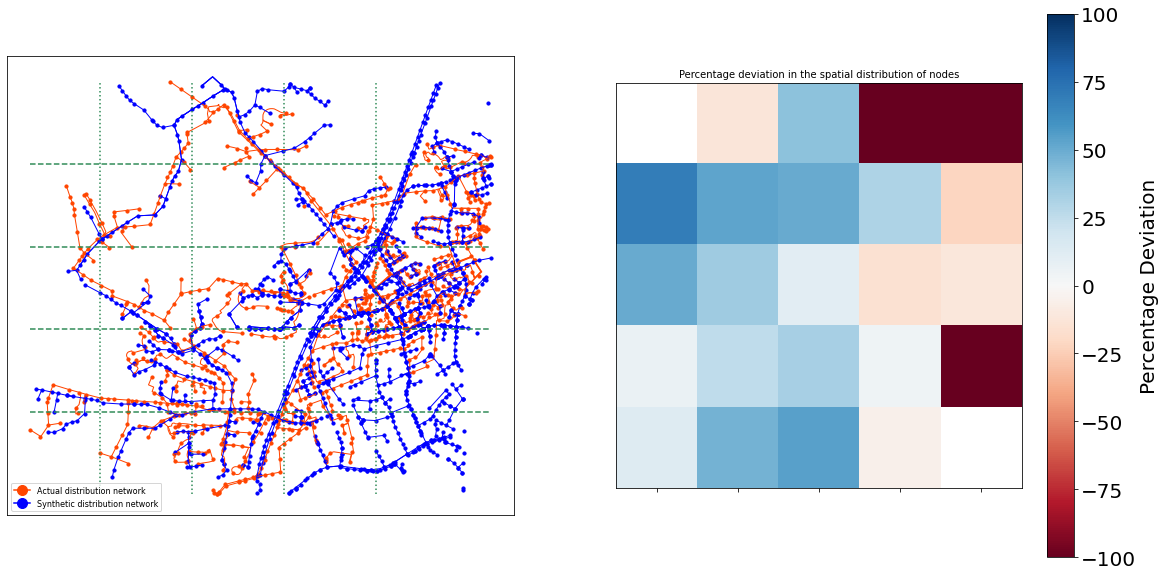 Actual distribution network
Synthetic distribution network
Percentage deviation in the spatial distribution of nodes
100
75
50
25
0
−25
−50
−75
−100
Percentage Deviation